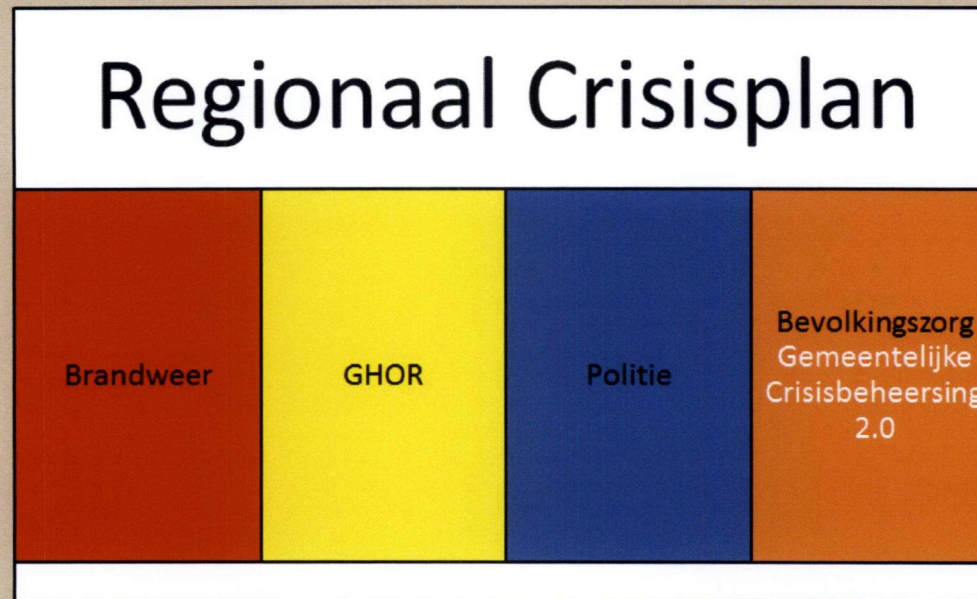 Regionaal Crisisplan
Brandweer
GHOR
Politie
Bevolkingszorg
Gemeentelijke
Crisisbeheersing
2.0